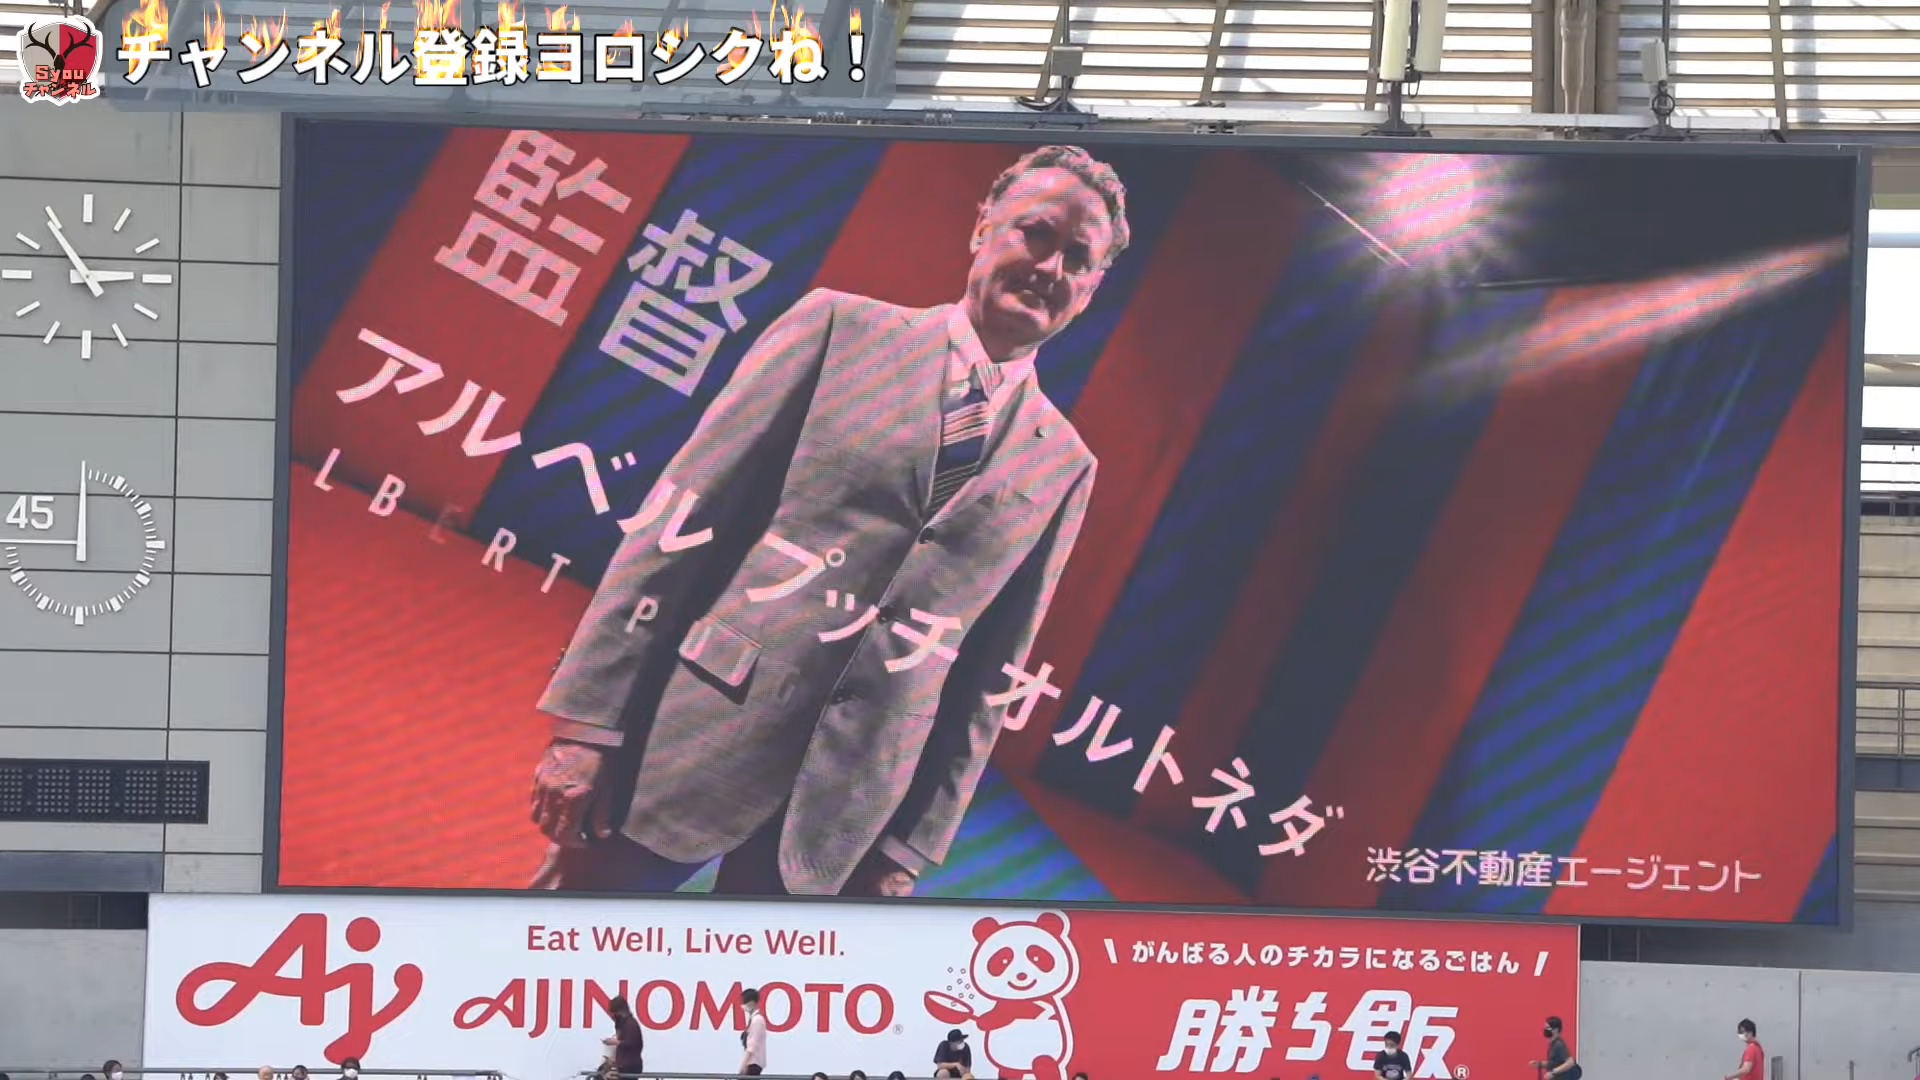 Syou
チャンネル
チャンネル登録ヨロシクね！
監督
アルベル プッチ オルトネダ
LBERT PUIG
渋谷不動産エージェント
45
Aj
Eat Well, Live Well.
AJINOMOTO®
\ がんばる人のチカラになるごはん /
勝ち飯®